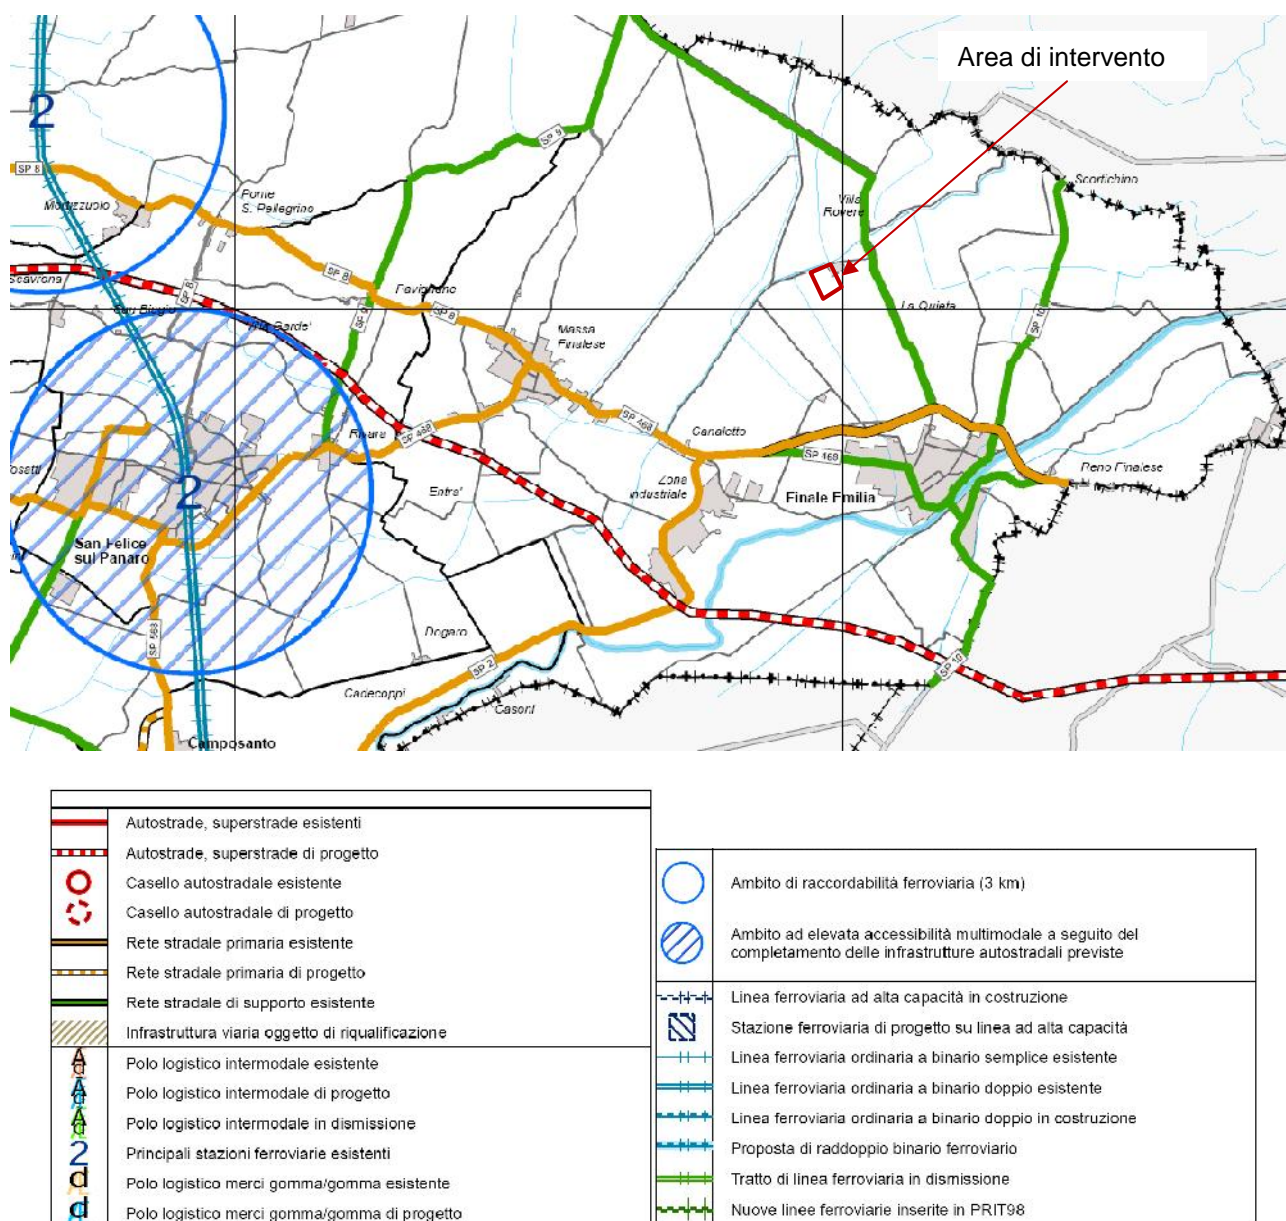 Area di intervento
2
SP 8
Mortizzuolo
Ponte
S. Pellegrino
SP 9
Scortichino
Villa
Rovere
Scavrona
San Biagio
SP 8
SP 8
SP 9
Pavignano
SP 8
La Quieta
SP 10
Massa
Finalese
Rivara
SP 468
SP 468
Canaletto
SP 468
Zona
industriale
Finale Emilia
Reno Finalese
Entra'
2
San Felice
sul Panaro
SP 568
Dogaro
SP 2
SP 10
Cadecoppi
Casoni
Camposanto
Autostrade, superstrade esistenti
Autostrade, superstrade di progetto
Casello autostradale esistente
Casello autostradale di progetto
Rete stradale primaria esistente
Rete stradale primaria di progetto
Rete stradale di supporto esistente
Infrastruttura viaria oggetto di riqualificazione
Polo logistico intermodale esistente
Polo logistico intermodale di progetto
Polo logistico intermodale in dismissione
2 Principali stazioni ferroviarie esistenti
d Polo logistico merci gomma/gomma esistente
d Polo logistico merci gomma/gomma di progetto
Ambito di raccordabilità ferroviaria (3 km)
Ambito ad elevata accessibilità multimodale a seguito del
completamento delle infrastrutture autostradali previste
Linea ferroviaria ad alta capacità in costruzione
Stazione ferroviaria di progetto su linea ad alta capacità
Linea ferroviaria ordinaria a binario semplice esistente
Linea ferroviaria ordinaria a binario doppio esistente
Linea ferroviaria ordinaria a binario doppio in costruzione
Proposta di raddoppio binario ferroviario
Tratto di linea ferroviaria in dismissione
Nuove linee ferroviarie inserite in PRIT98